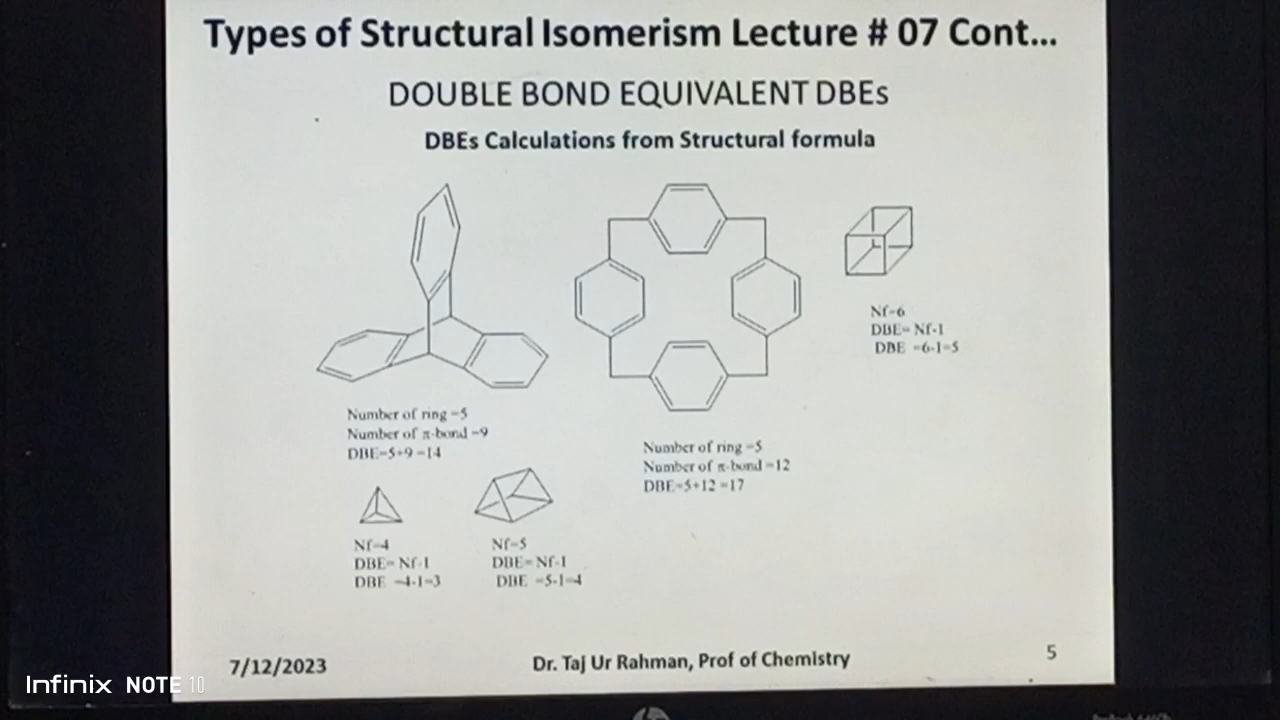 Types of Structural Isomerism Lecture # 07 Cont...
DOUBLE BOND EQUIVALENT DBEs
DBEs Calculations from Structural formula
Nf=6
DBE= Nf-1
DBE =6-1=5
Number of ring =5
Number of π-bond =9
DBE=5+9 =14
Number of ring =5
Number of π-bond =12
DBE=5+12 =17
Nf=4
DBE= Nf-1
DBE =4-1=3
Nf=5
DBE= Nf-1
DBE =5-1=4
7/12/2023
Dr. Taj Ur Rahman, Prof of Chemistry
5
Infinix NOTE 10